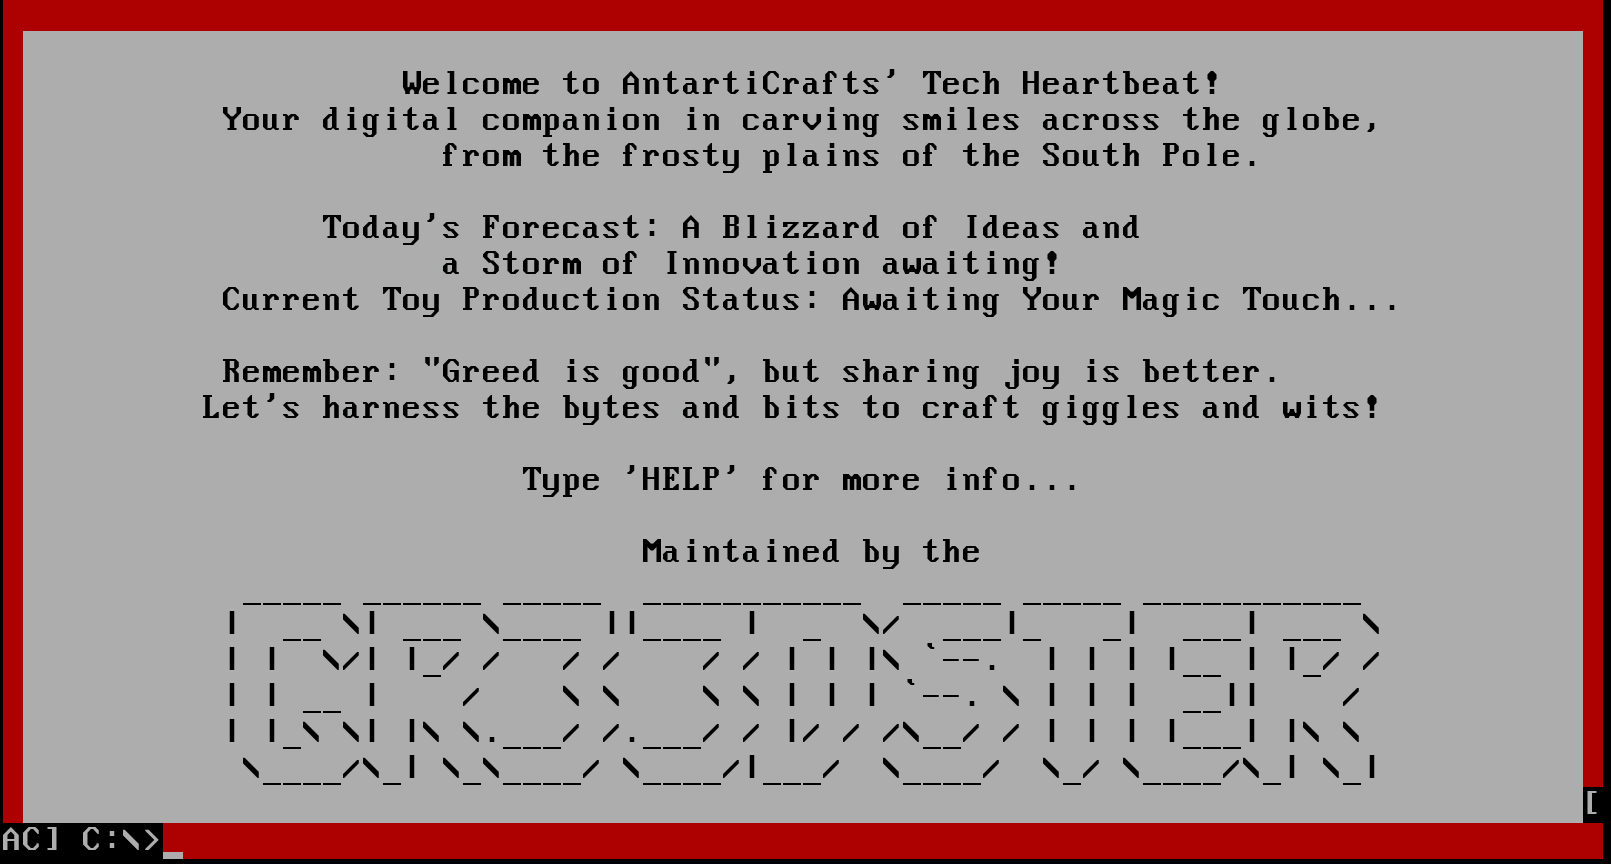 Welcome to AntartiCrafts' Tech Heartbeat!
Your digital companion in carving smiles across the globe,
from the frosty plains of the South Pole.
Today's Forecast: A Blizzard of Ideas and
a Storm of Innovation awaiting!
Current Toy Production Status: Awaiting Your Magic Touch...
Remember: "Greed is good", but sharing joy is better.
Let's harness the bytes and bits to craft giggles and wits!
Type 'HELP' for more info...
Maintained by the
GR33DSTER
[
AC] C:\>_